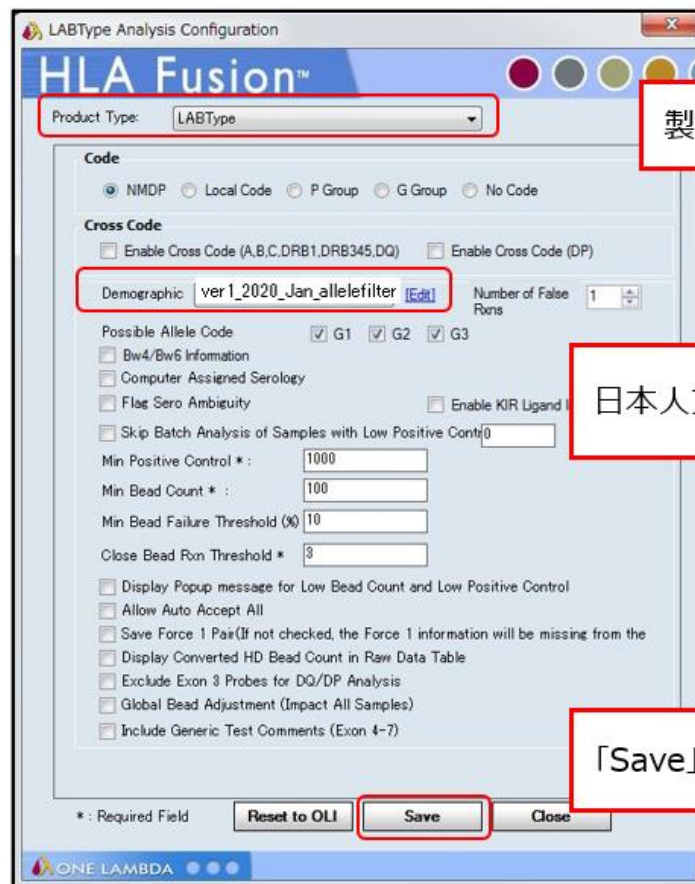 LABType Analysis Configuration
HLA Fusion™
Product Type: LABType
製
Code
NMDP Local Code P Group G Group No Code
Cross Code
Enable Cross Code (A,B,C,DRB1,DRB345,DQ) Enable Cross Code (DP)
Demographic ver1_2020_Jan_allelefilter [Edit] Number of False Rxns 1
Possible Allele Code G1 G2 G3
Bw4/Bw6 Information
Computer Assigned Serology
Flag Sero Ambiguity Enable KIR Ligand
日本人
Skip Batch Analysis of Samples with Low Positive Contr 0
Min Positive Control * : 1000
Min Bead Count * : 100
Min Bead Failure Threshold (%) 10
Close Bead Rxn Threshold * 3
Display Popup message for Low Bead Count and Low Positive Control
Allow Auto Accept All
Save Force 1 Pair(If not checked, the Force 1 information will be missing from the
Display Converted HD Bead Count in Raw Data Table
Exclude Exon 3 Probes for DQ/DP Analysis
Global Bead Adjustment (Impact All Samples)
Include Generic Test Comments (Exon 4-7)
「Save」
* : Required Field Reset to OLI Save Close
ONE LAMBDA